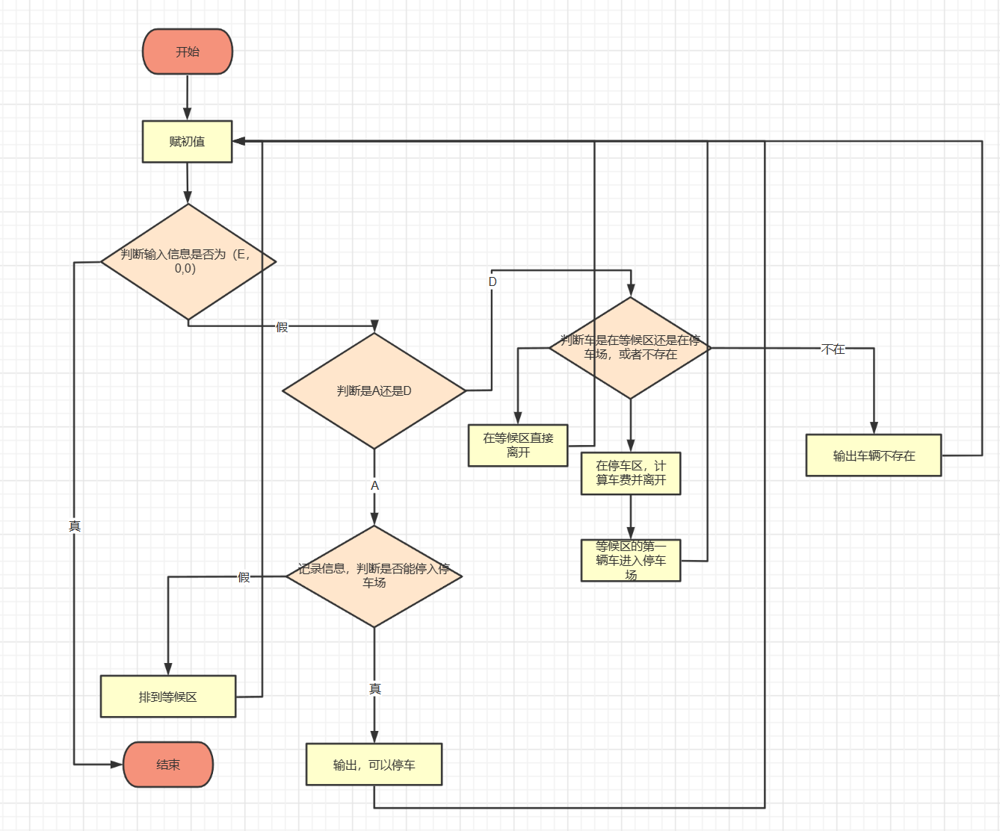 开始
赋初值
判断输入信息是否为（E，
0,0）
假
判断是A还是D
D
判断车是在等候区还是在停
车场，或者不存在
不在
在等候区直接
离开
在停车区，计
算车费并离开
输出车辆不存在
A
真
等候区的第一
辆车进入停车
场
记录信息，判断是否能停入停
车场
假
真
排到等候区
结束
输出，可以停车